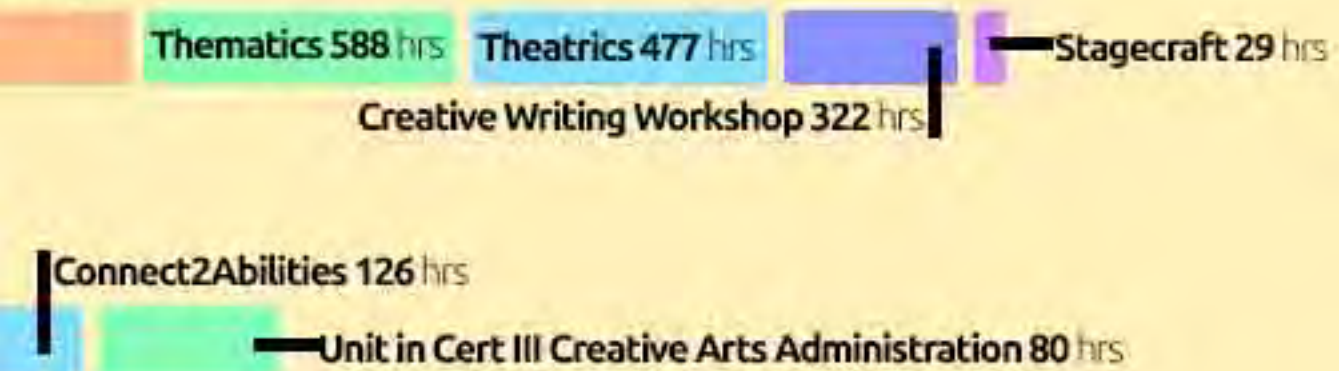 Thematics 588 hrs Theatrics 477 hrs Stagecraft 29 hrs
Creative Writing Workshop 322 hrs
Connect2Abilities 126 hrs
Unit in Cert III Creative Arts Administration 80 hrs